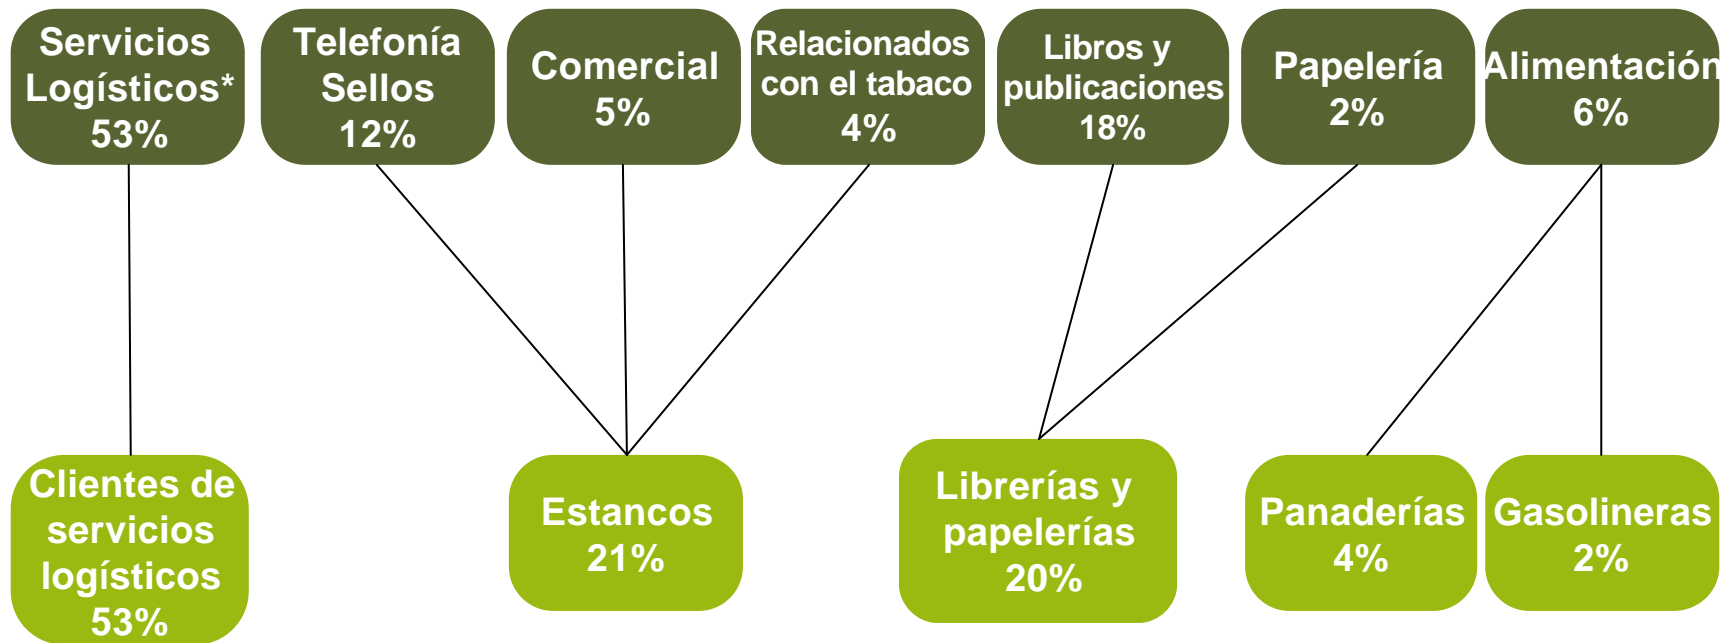 Servicios
Logísticos*
53%
Telefonía
Sellos
12%
Comercial
5%
Relacionados
con el tabaco
4%
Libros y
publicaciones
18%
Papelería
2%
Alimentación
6%
Clientes de
servicios
logísticos
53%
Estancos
21%
Librerías y
papelerías
20%
Panaderías
4%
Gasolineras
2%